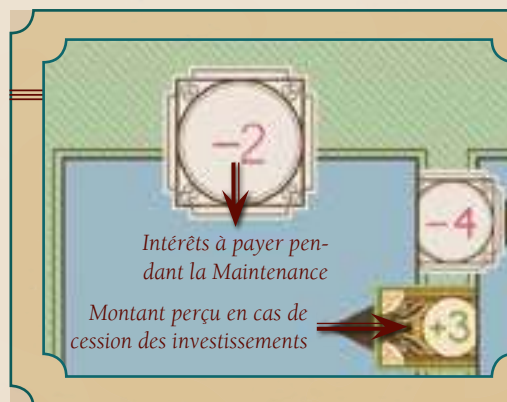 -2
-4
Intérêts à payer pen-
dant la Maintenance
Montant perçu en cas de
cession des investissements
+3